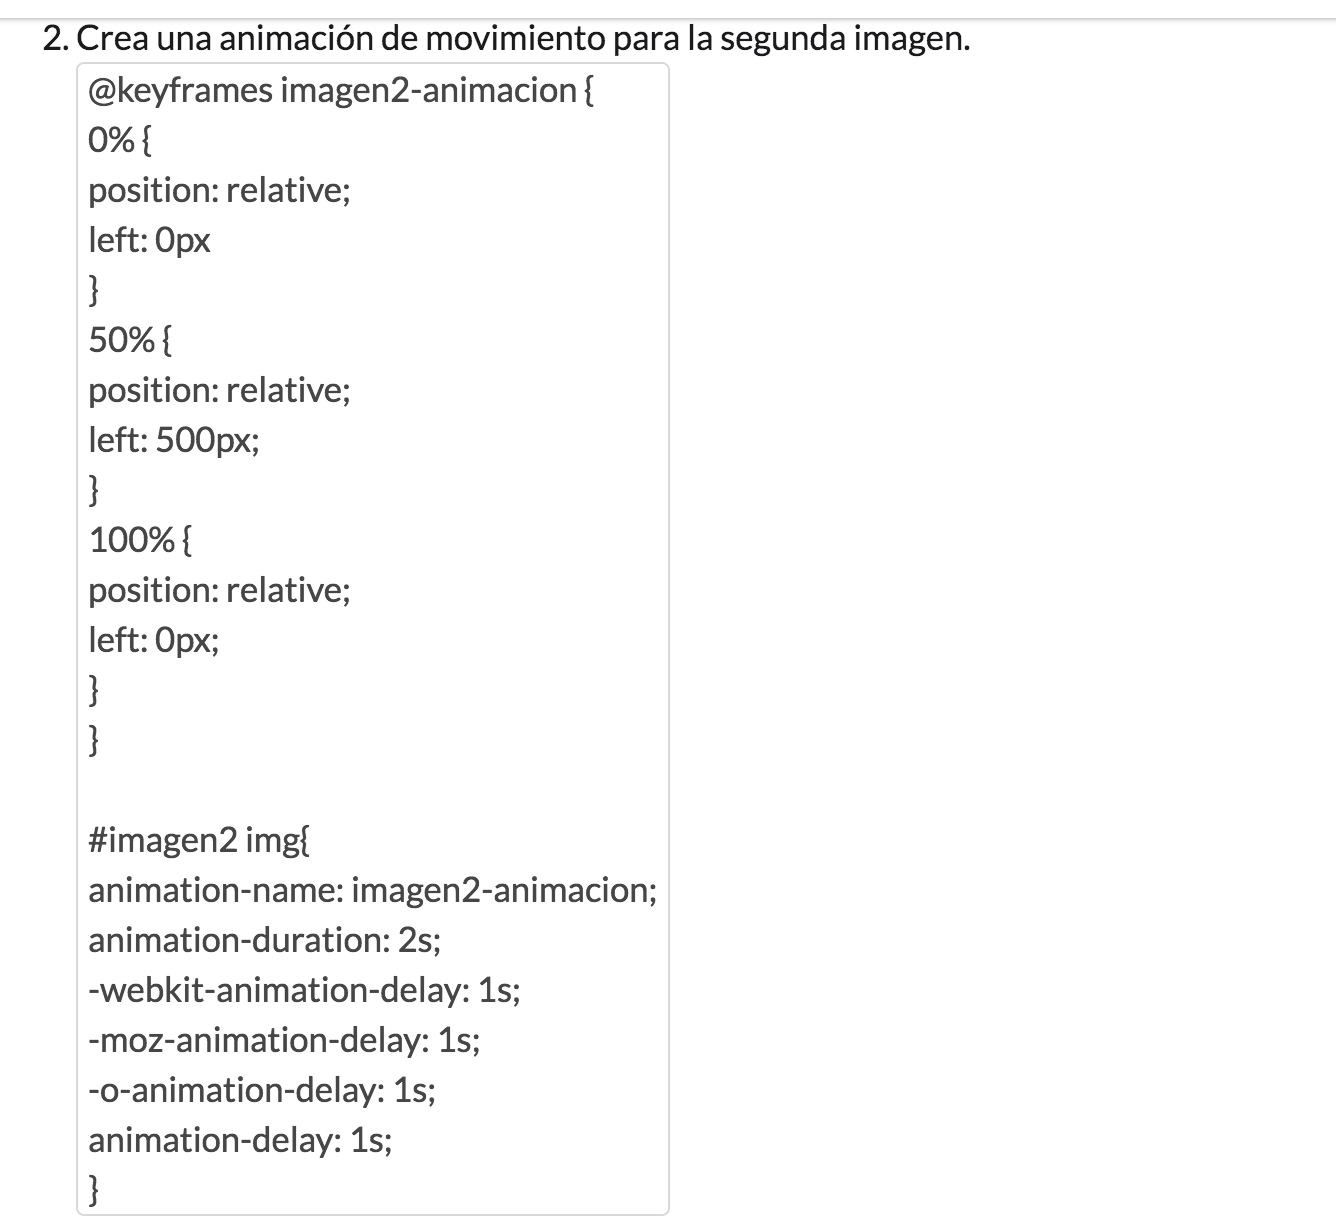 2. Crea una animación de movimiento para la segunda imagen.
@keyframes imagen2-animacion {
0% {
position: relative;
left: 0px
}
50% {
position: relative;
left: 500px;
}
100% {
position: relative;
left: 0px;
}
}
#imagen2 img{
animation-name: imagen2-animacion;
animation-duration: 2s;
-webkit-animation-delay: 1s;
-moz-animation-delay: 1s;
-o-animation-delay: 1s;
animation-delay: 1s;
}